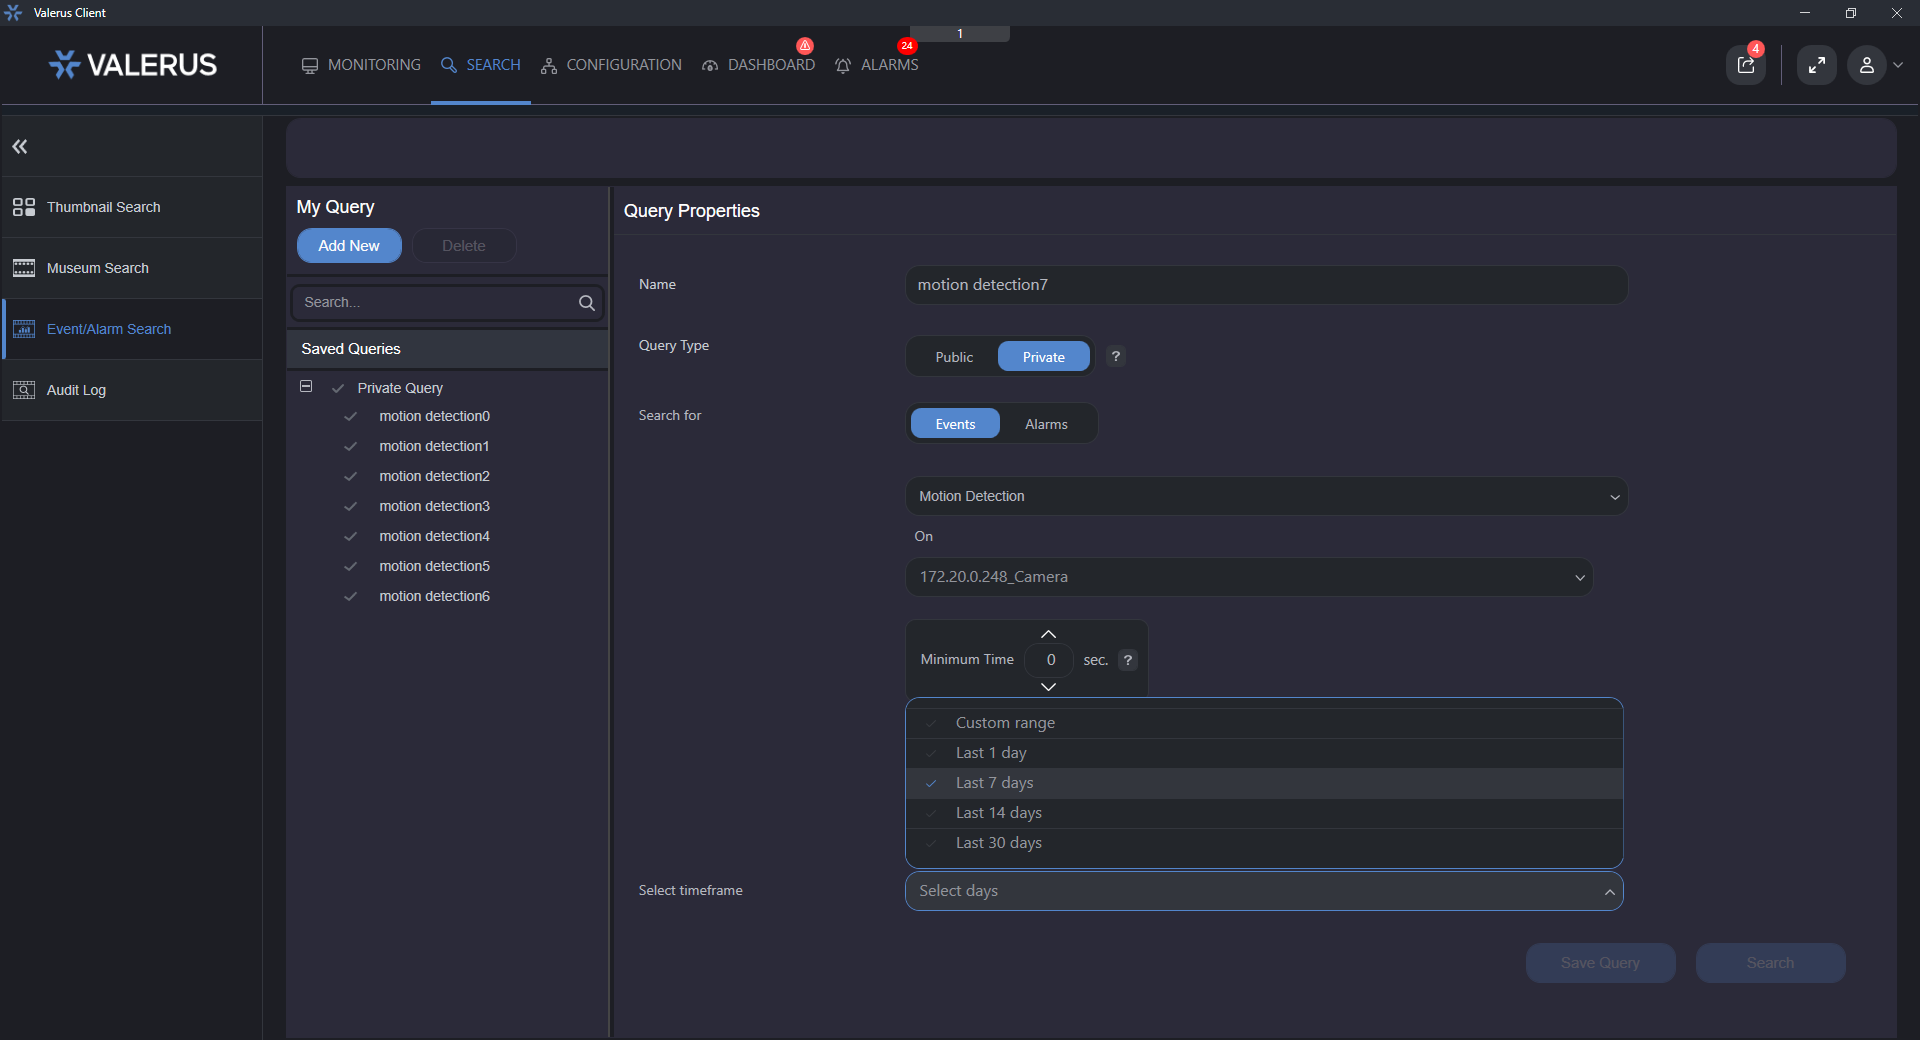 Valerus Client
1
VALERUS
MONITORING
SEARCH
CONFIGURATION
DASHBOARD
24
ALARMS
4
Thumbnail Search
Museum Search
Event/Alarm Search
Audit Log
My Query
Add New
Delete
Search...
Saved Queries
Private Query
motion detection0
motion detection1
motion detection2
motion detection3
motion detection4
motion detection5
motion detection6
Query Properties
Name
motion detection7
Query Type
Public
Private
?
Search for
Events
Alarms
Motion Detection
On
172.20.0.248_Camera
Minimum Time
0
sec.
?
Custom range
Last 1 day
Last 7 days
Last 14 days
Last 30 days
Select timeframe
Select days
Save Query
Search